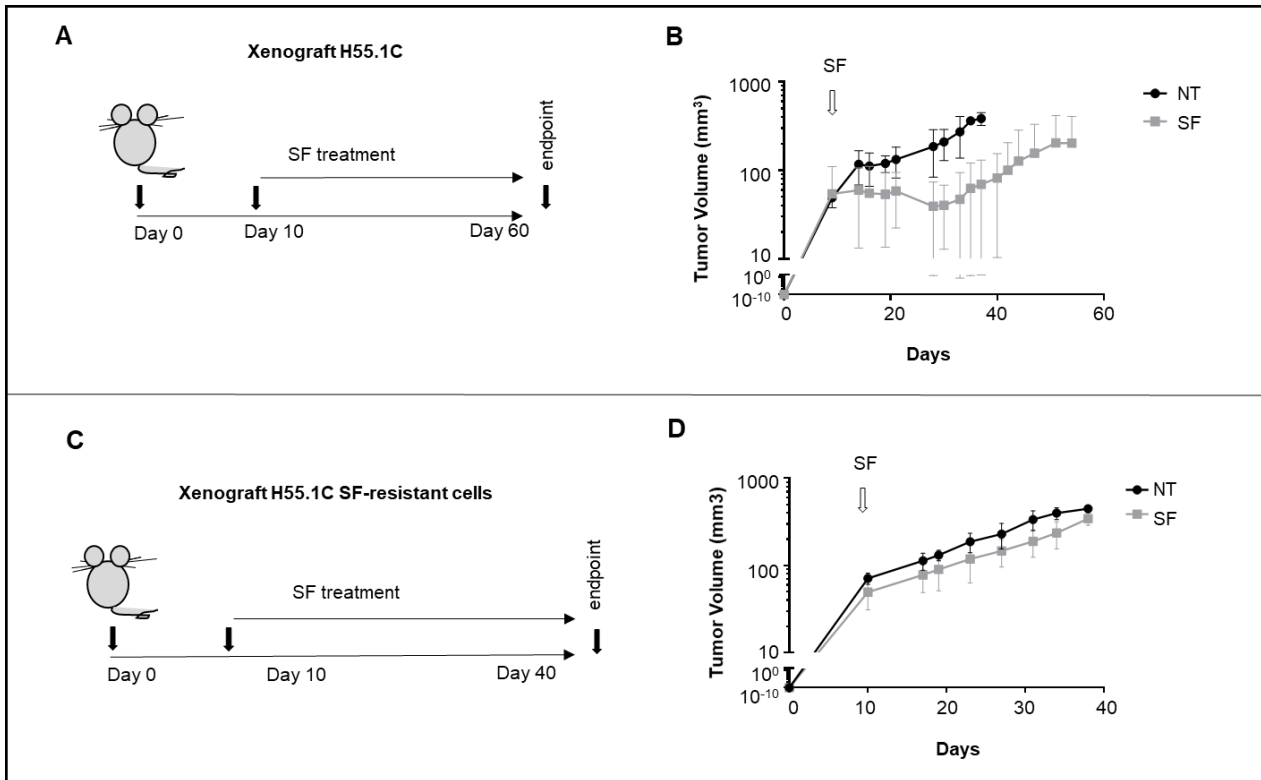 A
Xenograft H55.1C
SF treatment
endpoint
Day 0
Day 10
Day 60
B
SF
NT
SF
Tumor Volume (mm³)
1000
100
10
10⁰
10⁻¹⁰
0
20
40
60
Days
C
Xenograft H55.1C SF-resistant cells
SF treatment
endpoint
Day 0
Day 10
Day 40
D
SF
NT
SF
Tumor Volume (mm3)
1000
100
10
10⁰
10⁻¹⁰
0
10
20
30
40
Days